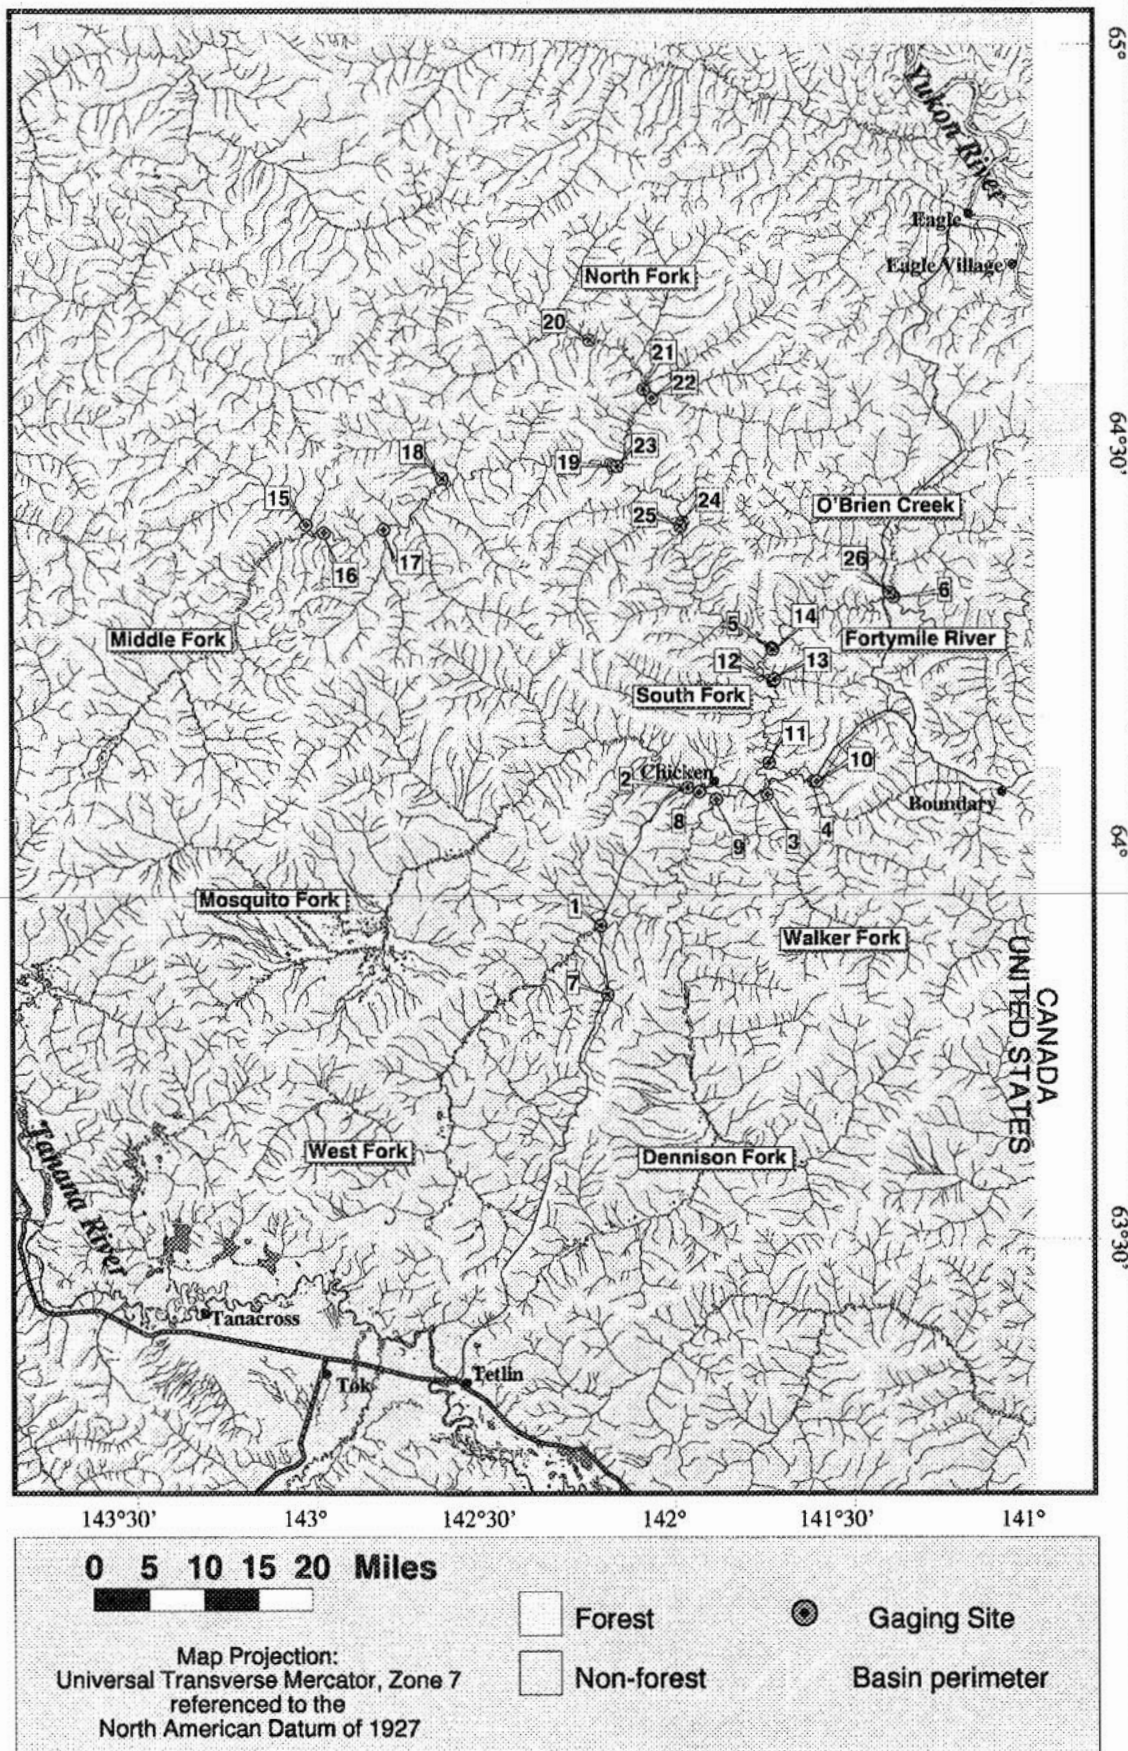 65°
Yukon River
Eagle
Eagle Village
North Fork
20
21
22
18
19
23
64°30'
15
24
O'Brien Creek
25
26
16
17
6
5
14
Middle Fork
Fortymile River
12
13
South Fork
11
10
2
Chicken
Boundary
8
9
3
4
64°
Mosquito Fork
1
Walker Fork
7
CANADA
UNITED STATES
Tanana River
West Fork
Dennison Fork
63°30'
Tanacross
Tok
Tetlin
143°30' 143° 142°30' 142° 141°30' 141°
0 5 10 15 20 Miles
Forest
Gaging Site
Map Projection:
Universal Transverse Mercator, Zone 7
referenced to the
North American Datum of 1927
Non-forest
Basin perimeter